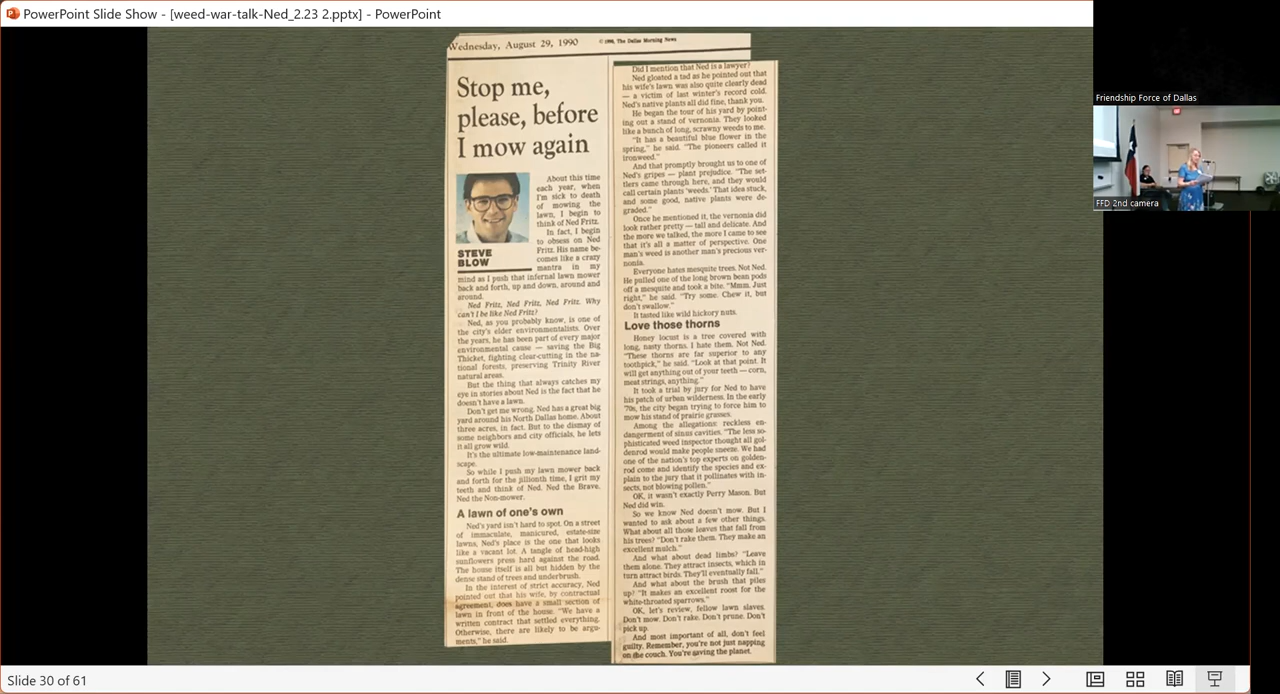 PowerPoint Slide Show - [weed-war-talk-Ned_2.23 2.pptx] - PowerPoint
Friendship Force of Dallas
FFD 2nd camera
Wednesday, August 29, 1990
© 1990, The Dallas Morning News
Stop me,
please, before
I mow again
STEVE
BLOW
About this time
each year, when
I'm sick to death
of mowing the
lawn, I begin to
think of Ned Fritz.
In fact, I begin
to obsess on Ned
Fritz. His name be-
comes like a crazy
mantra in my
mind as I push that infernal lawn mower
back and forth, up and down, around and
around.
Ned Fritz, Ned Fritz, Ned Fritz. Why
can't I be like Ned Fritz?
Ned, as you probably know, is one of
the city's elder environmentalists. Over
the years, he has been part of every major
environmental cause — saving the Big
Thicket, fighting clear-cutting in the na-
tional forests, preserving Trinity River
natural areas.
But the thing that always catches my
eye in stories about Ned is the fact that he
doesn't have a lawn.
Don't get me wrong, Ned has a great big
yard around his North Dallas home. About
three acres, in fact. But to the dismay of
some neighbors and city officials, he lets
it all grow wild.
It's the ultimate low-maintenance land-
scape.
So while I push my lawn mower back
and forth for the jillionth time, I grit my
teeth and think of Ned. Ned the Brave.
Ned the Non-mower.
A lawn of one's own
Ned's yard isn't hard to spot. On a street
of immaculate, manicured, estate-size
lawns, Ned's place is the one that looks
like a vacant lot. A tangle of head-high
sunflowers press hard against the road.
The house itself is all but hidden by the
dense stand of trees and underbrush.
In the interest of strict accuracy, Ned
pointed out that his wife, by contractual
agreement, does have a small section of
lawn in front of the house. "We have a
written contract that settled everything.
Otherwise, there are likely to be argu-
ments," he said.
Did I mention that Ned is a lawyer?
Ned gloated a tad as he pointed out that
his wife's lawn was also quite clearly dead
— a victim of last winter's record cold.
Ned's native plants all did fine, thank you.
He began the tour of his yard by point-
ing out a stand of vernonia. They looked
like a bunch of long, scrawny weeds to me.
"It has a beautiful blue flower in the
spring," he said. "The pioneers called it
ironweed."
And that promptly brought us to one of
Ned's gripes — plant prejudice. "The set-
tlers came through here, and they would
call certain plants 'weeds.' That idea stuck,
and some good, native plants were de-
graded."
Once he mentioned it, the vernonia did
look rather pretty — tall and delicate. And
the more we talked, the more I came to see
that it's all a matter of perspective. One
man's weed is another man's precious ver-
nonia.
Everyone hates mesquite trees. Not Ned.
He pulled one of the long brown bean pods
off a mesquite and took a bite. "Mmm. Just
right," he said. "Try some. Chew it, but
don't swallow."
It tasted like wild hickory nuts.
Love those thorns
Honey locust is a tree covered with
long, nasty thorns. I hate them. Not Ned.
"These thorns are far superior to any
toothpick," he said. "Look at that point. It
will get anything out of your teeth — corn,
meat strings, anything."
It took a trial by jury for Ned to have
his patch of urban wilderness. In the early
'70s, the city began trying to force him to
mow his stand of prairie grasses.
Among the allegations: reckless en-
dangerment of sinus cavities. "The less so-
phisticated weed inspector thought all gol-
denrod would make people sneeze. We had
one of the nation's top experts on golden-
rod come and identify the species and ex-
plain to the jury that it pollinates with in-
sects, not blowing pollen."
OK, it wasn't exactly Perry Mason. But
Ned did win.
So we know Ned doesn't mow. But I
wanted to ask about a few other things.
What about all those leaves that fall from
his trees? "Don't rake them. They make an
excellent mulch."
And what about dead limbs? "Leave
them alone. They attract insects, which in
turn attract birds. They'll eventually fall."
And what about the brush that piles
up? "It makes an excellent roost for the
white-throated sparrows."
OK, let's review, fellow lawn slaves.
Don't mow. Don't rake. Don't prune. Don't
pick up.
And most important of all, don't feel
guilty. Remember, you're not just napping
on the couch. You're saving the planet.
Slide 30 of 61